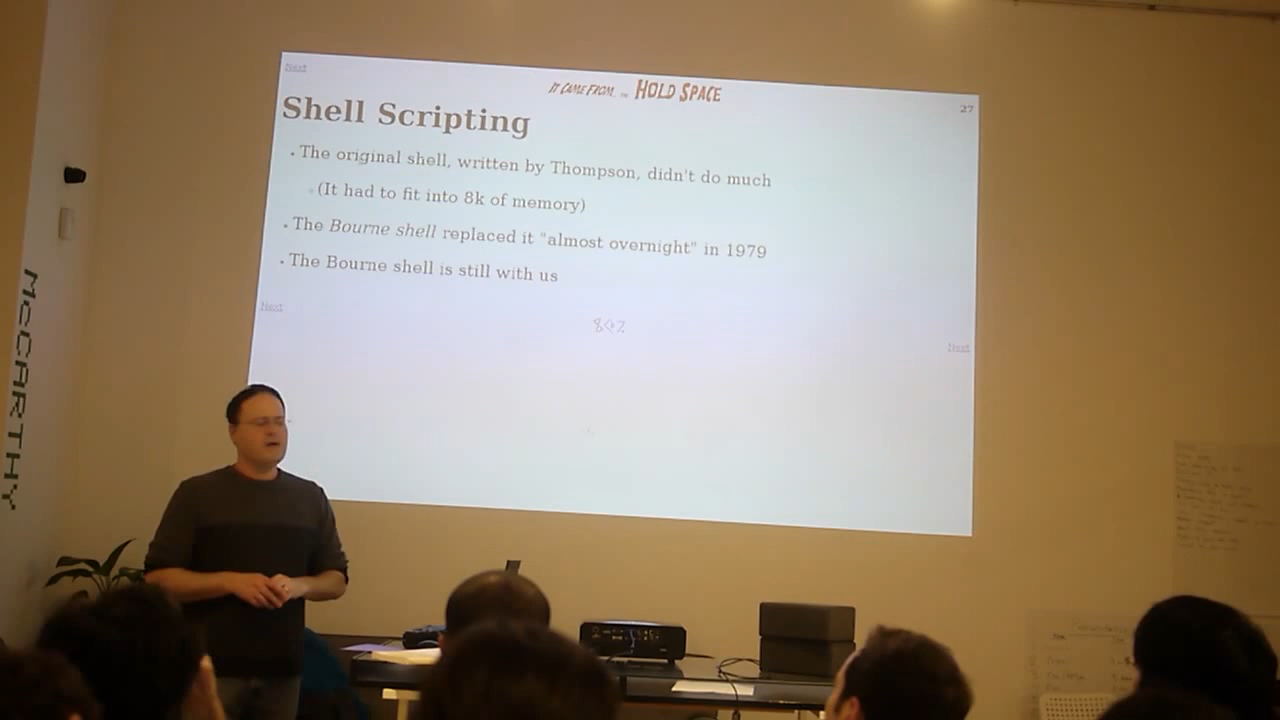 Next
IT CAME FROM... THE HOLD SPACE
27
Shell Scripting
The original shell, written by Thompson, didn't do much
(It had to fit into 8k of memory)
The Bourne shell replaced it "almost overnight" in 1979
The Bourne shell is still with us
Next
Next
McCARTHY